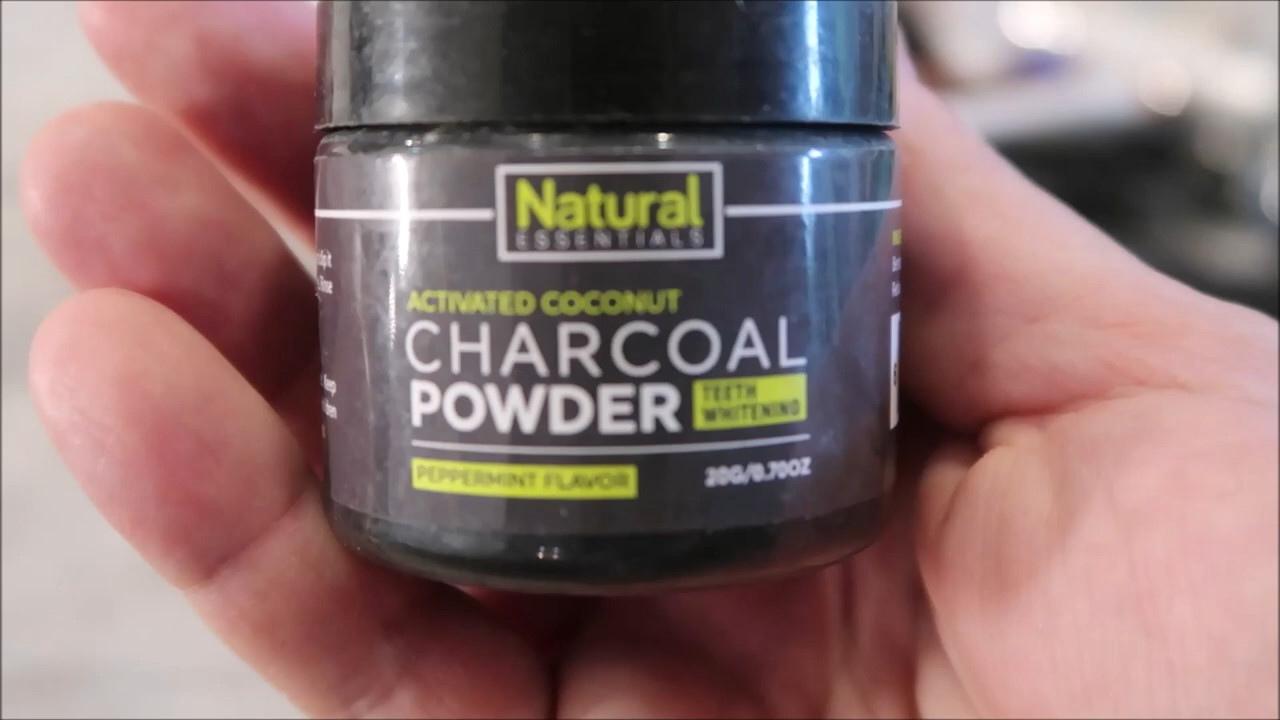 Natural
ESSENTIALS
ACTIVATED COCONUT
CHARCOAL
POWDER
TEETH
WHITENING
PEPPERMINT FLAVOR
20G/0.70OZ